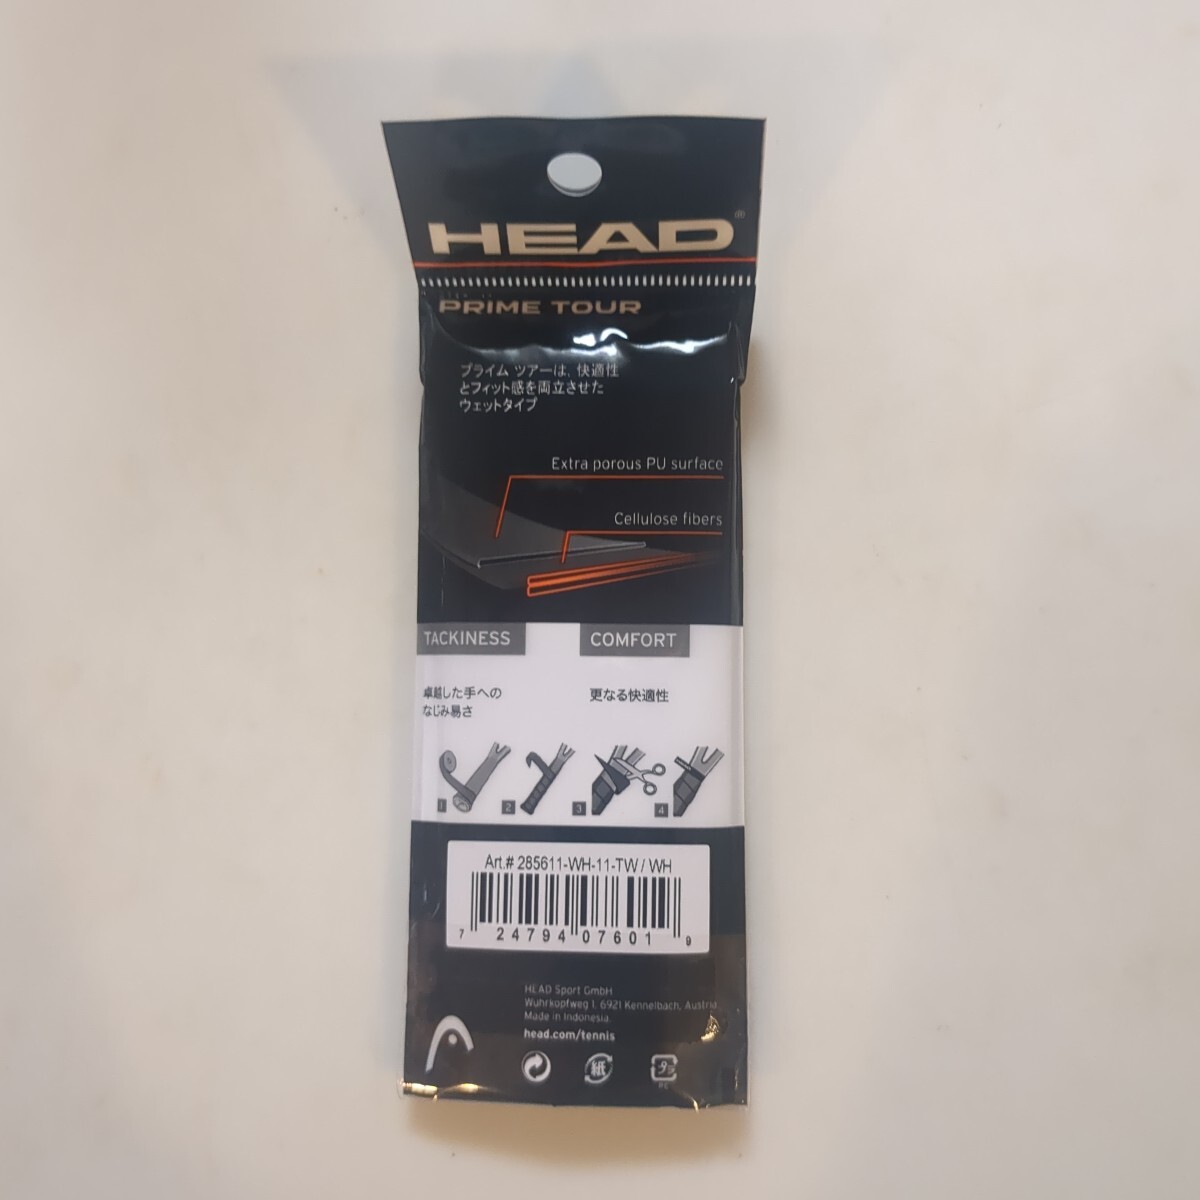 HEAD®
PRIME TOUR
プライム ツアーは、快適性
とフィット感を両立させた
ウェットタイプ
Extra porous PU surface
Cellulose fibers
TACKINESS
COMFORT
卓越した手への
なじみ易さ
更なる快適性
1 2 3 4
Art.# 285611-WH-11-TW / WH
7 24794 07601 9
HEAD Sport GmbH
Wuhrkopfweg 1, 6921 Kennelbach, Austria
Made in Indonesia.
head.com/tennis
紙
プラ